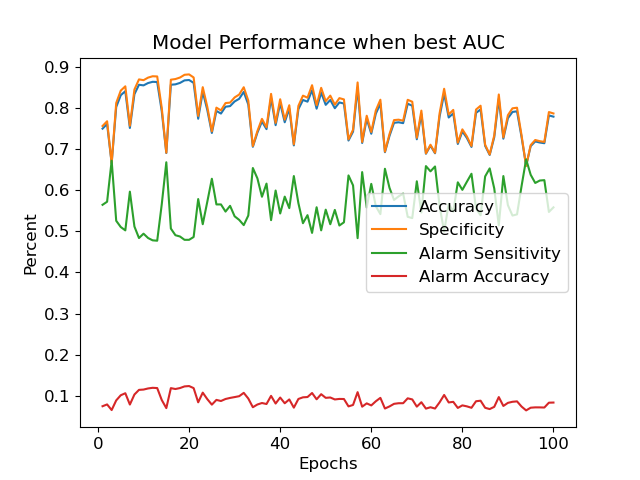 Model Performance when best AUC
0.9
0.8
0.7
0.6
0.5
0.4
0.3
0.2
0.1
Percent
Accuracy
Specificity
Alarm Sensitivity
Alarm Accuracy
0 20 40 60 80 100
Epochs